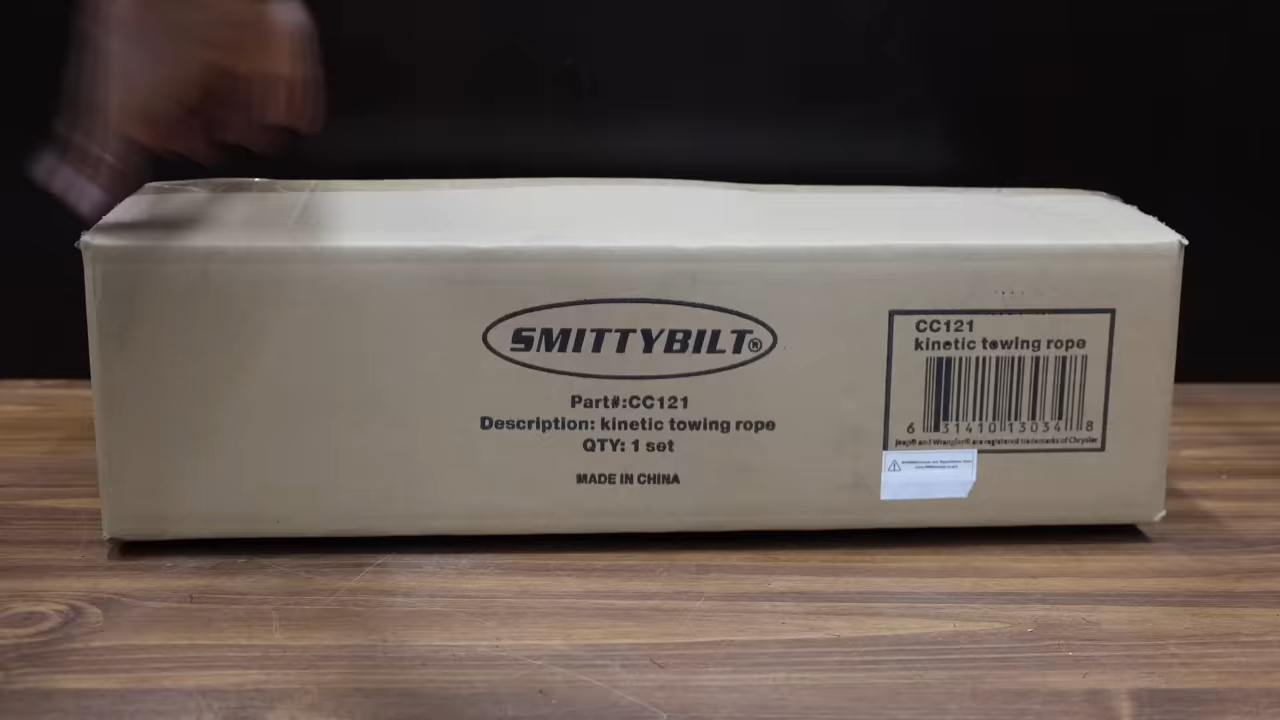 SMITTYBILT®
Part#:CC121
Description: kinetic towing rope
QTY: 1 set
MADE IN CHINA
CC121
kinetic towing rope
6 31410 13034 8
Jeep® and Wrangler® are registered trademarks of Chrysler